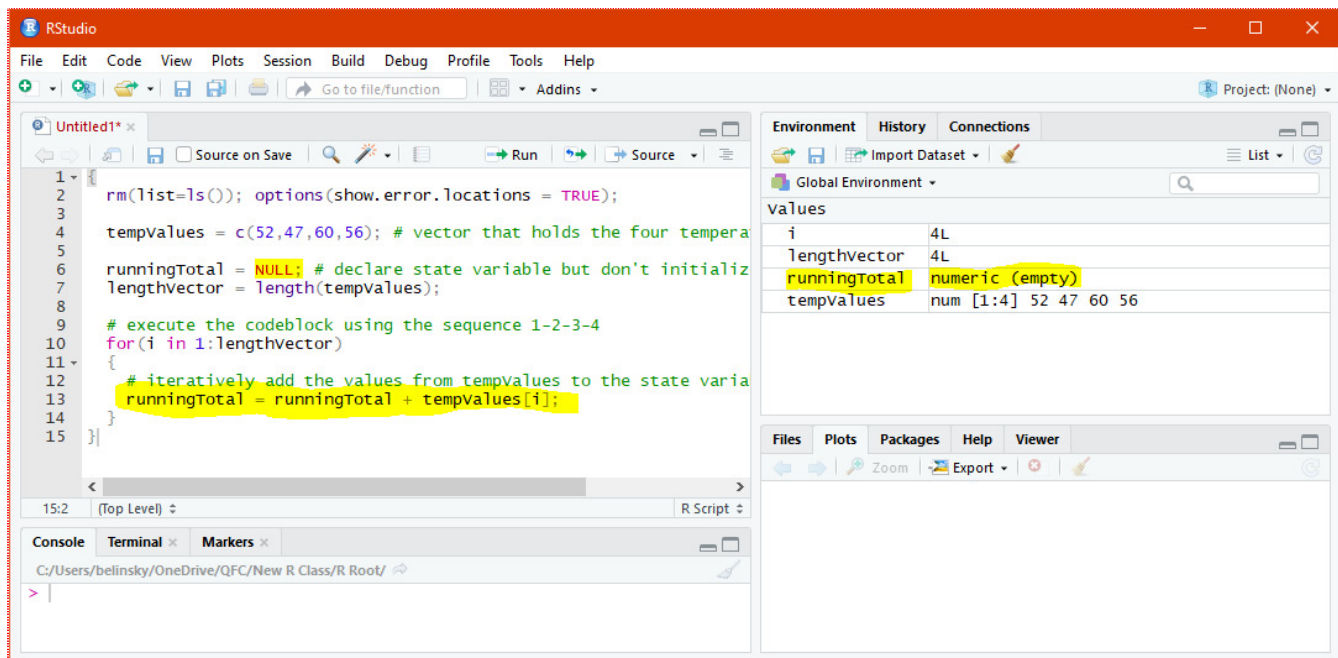 RStudio
File Edit Code View Plots Session Build Debug Profile Tools Help
Go to file/function Addins Project: (None)
Untitled1*
Source on Save Run Source
1 {
2 rm(list=ls()); options(show.error.locations = TRUE);
3
4 tempValues = c(52,47,60,56); # vector that holds the four tempera
5
6 runningTotal = NULL; # declare state variable but don't initializ
7 lengthVector = length(tempValues);
8
9 # execute the codeblock using the sequence 1-2-3-4
10 for(i in 1:lengthVector)
11 {
12 # iteratively add the values from tempValues to the state varia
13 runningTotal = runningTotal + tempValues[i];
14 }
15 }
15:2 (Top Level) R Script
Console Terminal Markers
C:/Users/belinsky/OneDrive/QFC/New R Class/R Root/
>
Environment History Connections
Import Dataset List
Global Environment
Values
i 4L
lengthVector 4L
runningTotal numeric (empty)
tempValues num [1:4] 52 47 60 56
Files Plots Packages Help Viewer
Zoom Export